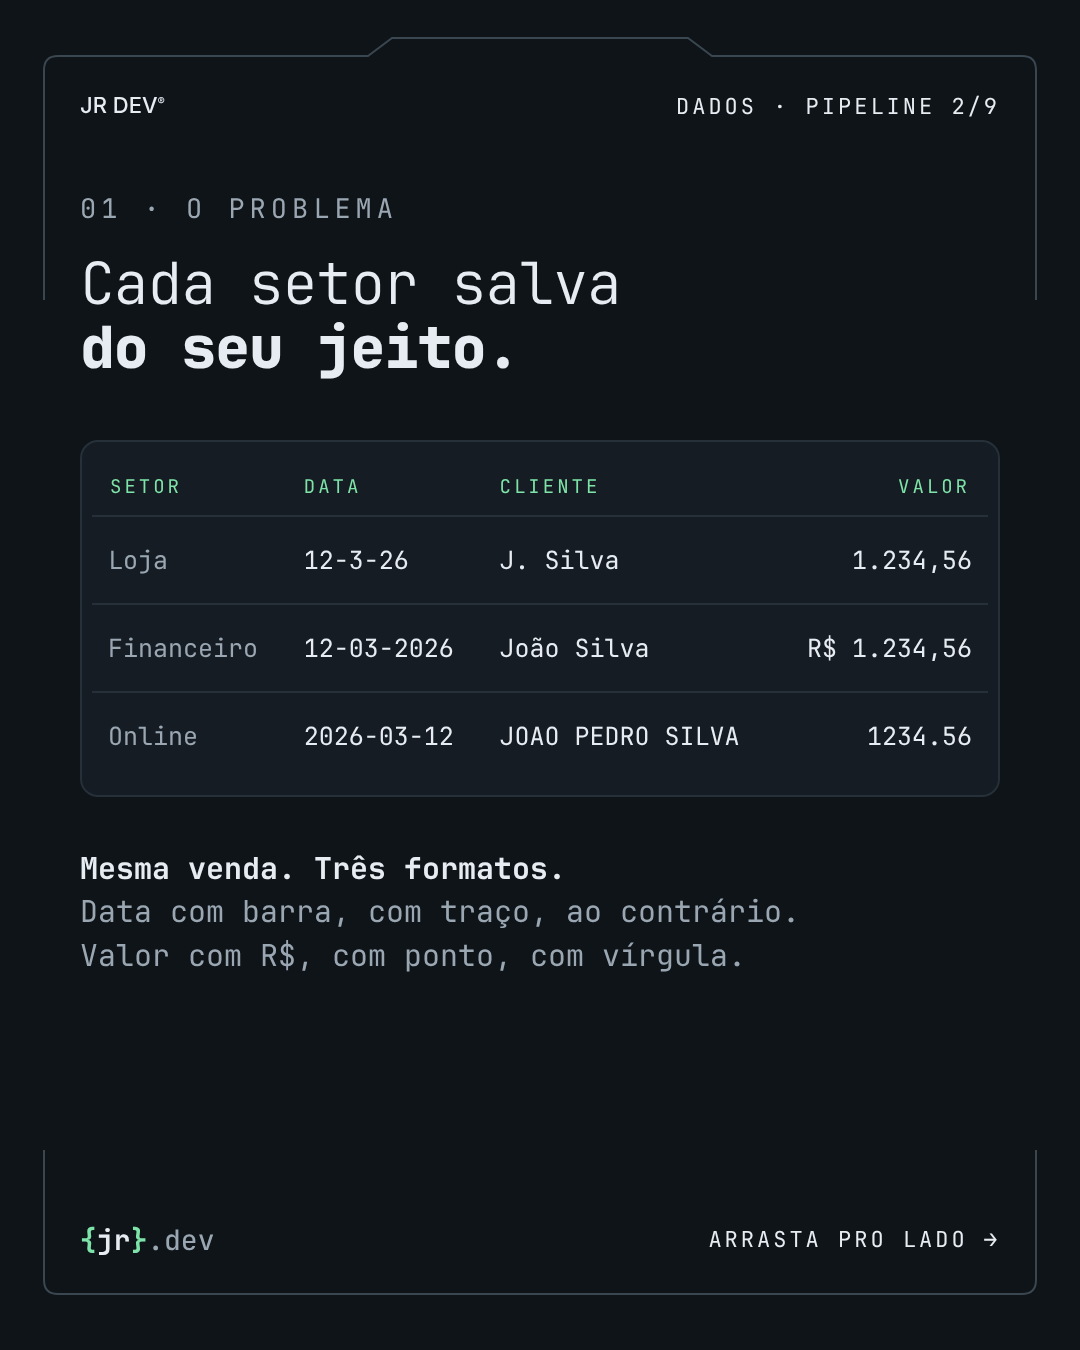 JR DEV®
DADOS · PIPELINE 2/9
01 · O PROBLEMA
Cada setor salva
do seu jeito.
SETOR DATA CLIENTE VALOR
Loja 12-3-26 J. Silva 1.234,56
Financeiro 12-03-2026 João Silva R$ 1.234,56
Online 2026-03-12 JOAO PEDRO SILVA 1234.56
Mesma venda. Três formatos.
Data com barra, com traço, ao contrário.
Valor com R$, com ponto, com vírgula.
{jr}.dev
ARRASTA PRO LADO →